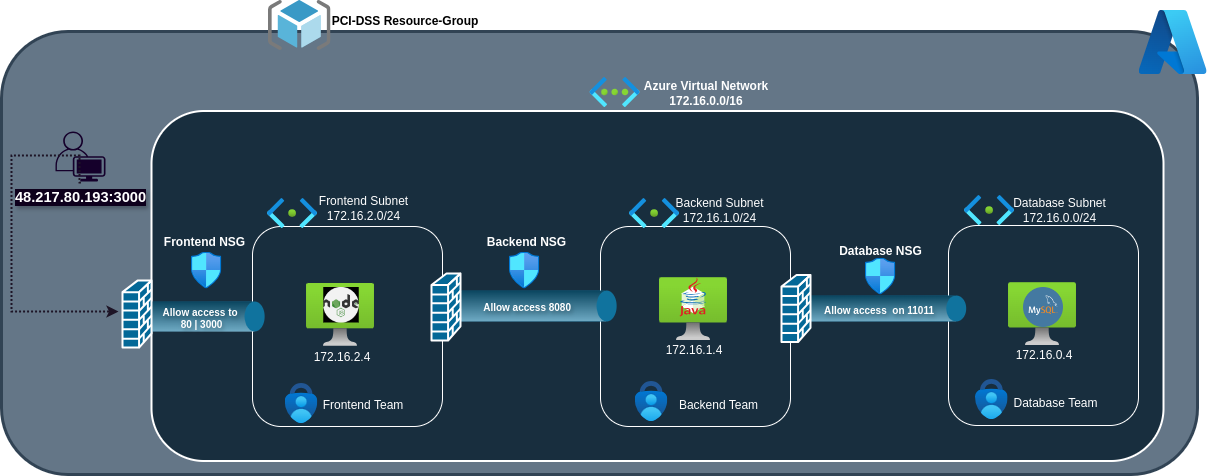 PCI-DSS Resource-Group
Azure Virtual Network
172.16.0.0/16
48.217.80.193:3000
Frontend Subnet
172.16.2.0/24
Backend Subnet
172.16.1.0/24
Database Subnet
172.16.0.0/24
Frontend NSG
Backend NSG
Database NSG
Allow access to
80 | 3000
Allow access 8080
Allow access  on 11011
node
JS
172.16.2.4
Java
172.16.1.4
MySQL
172.16.0.4
Frontend Team
Backend Team
Database Team